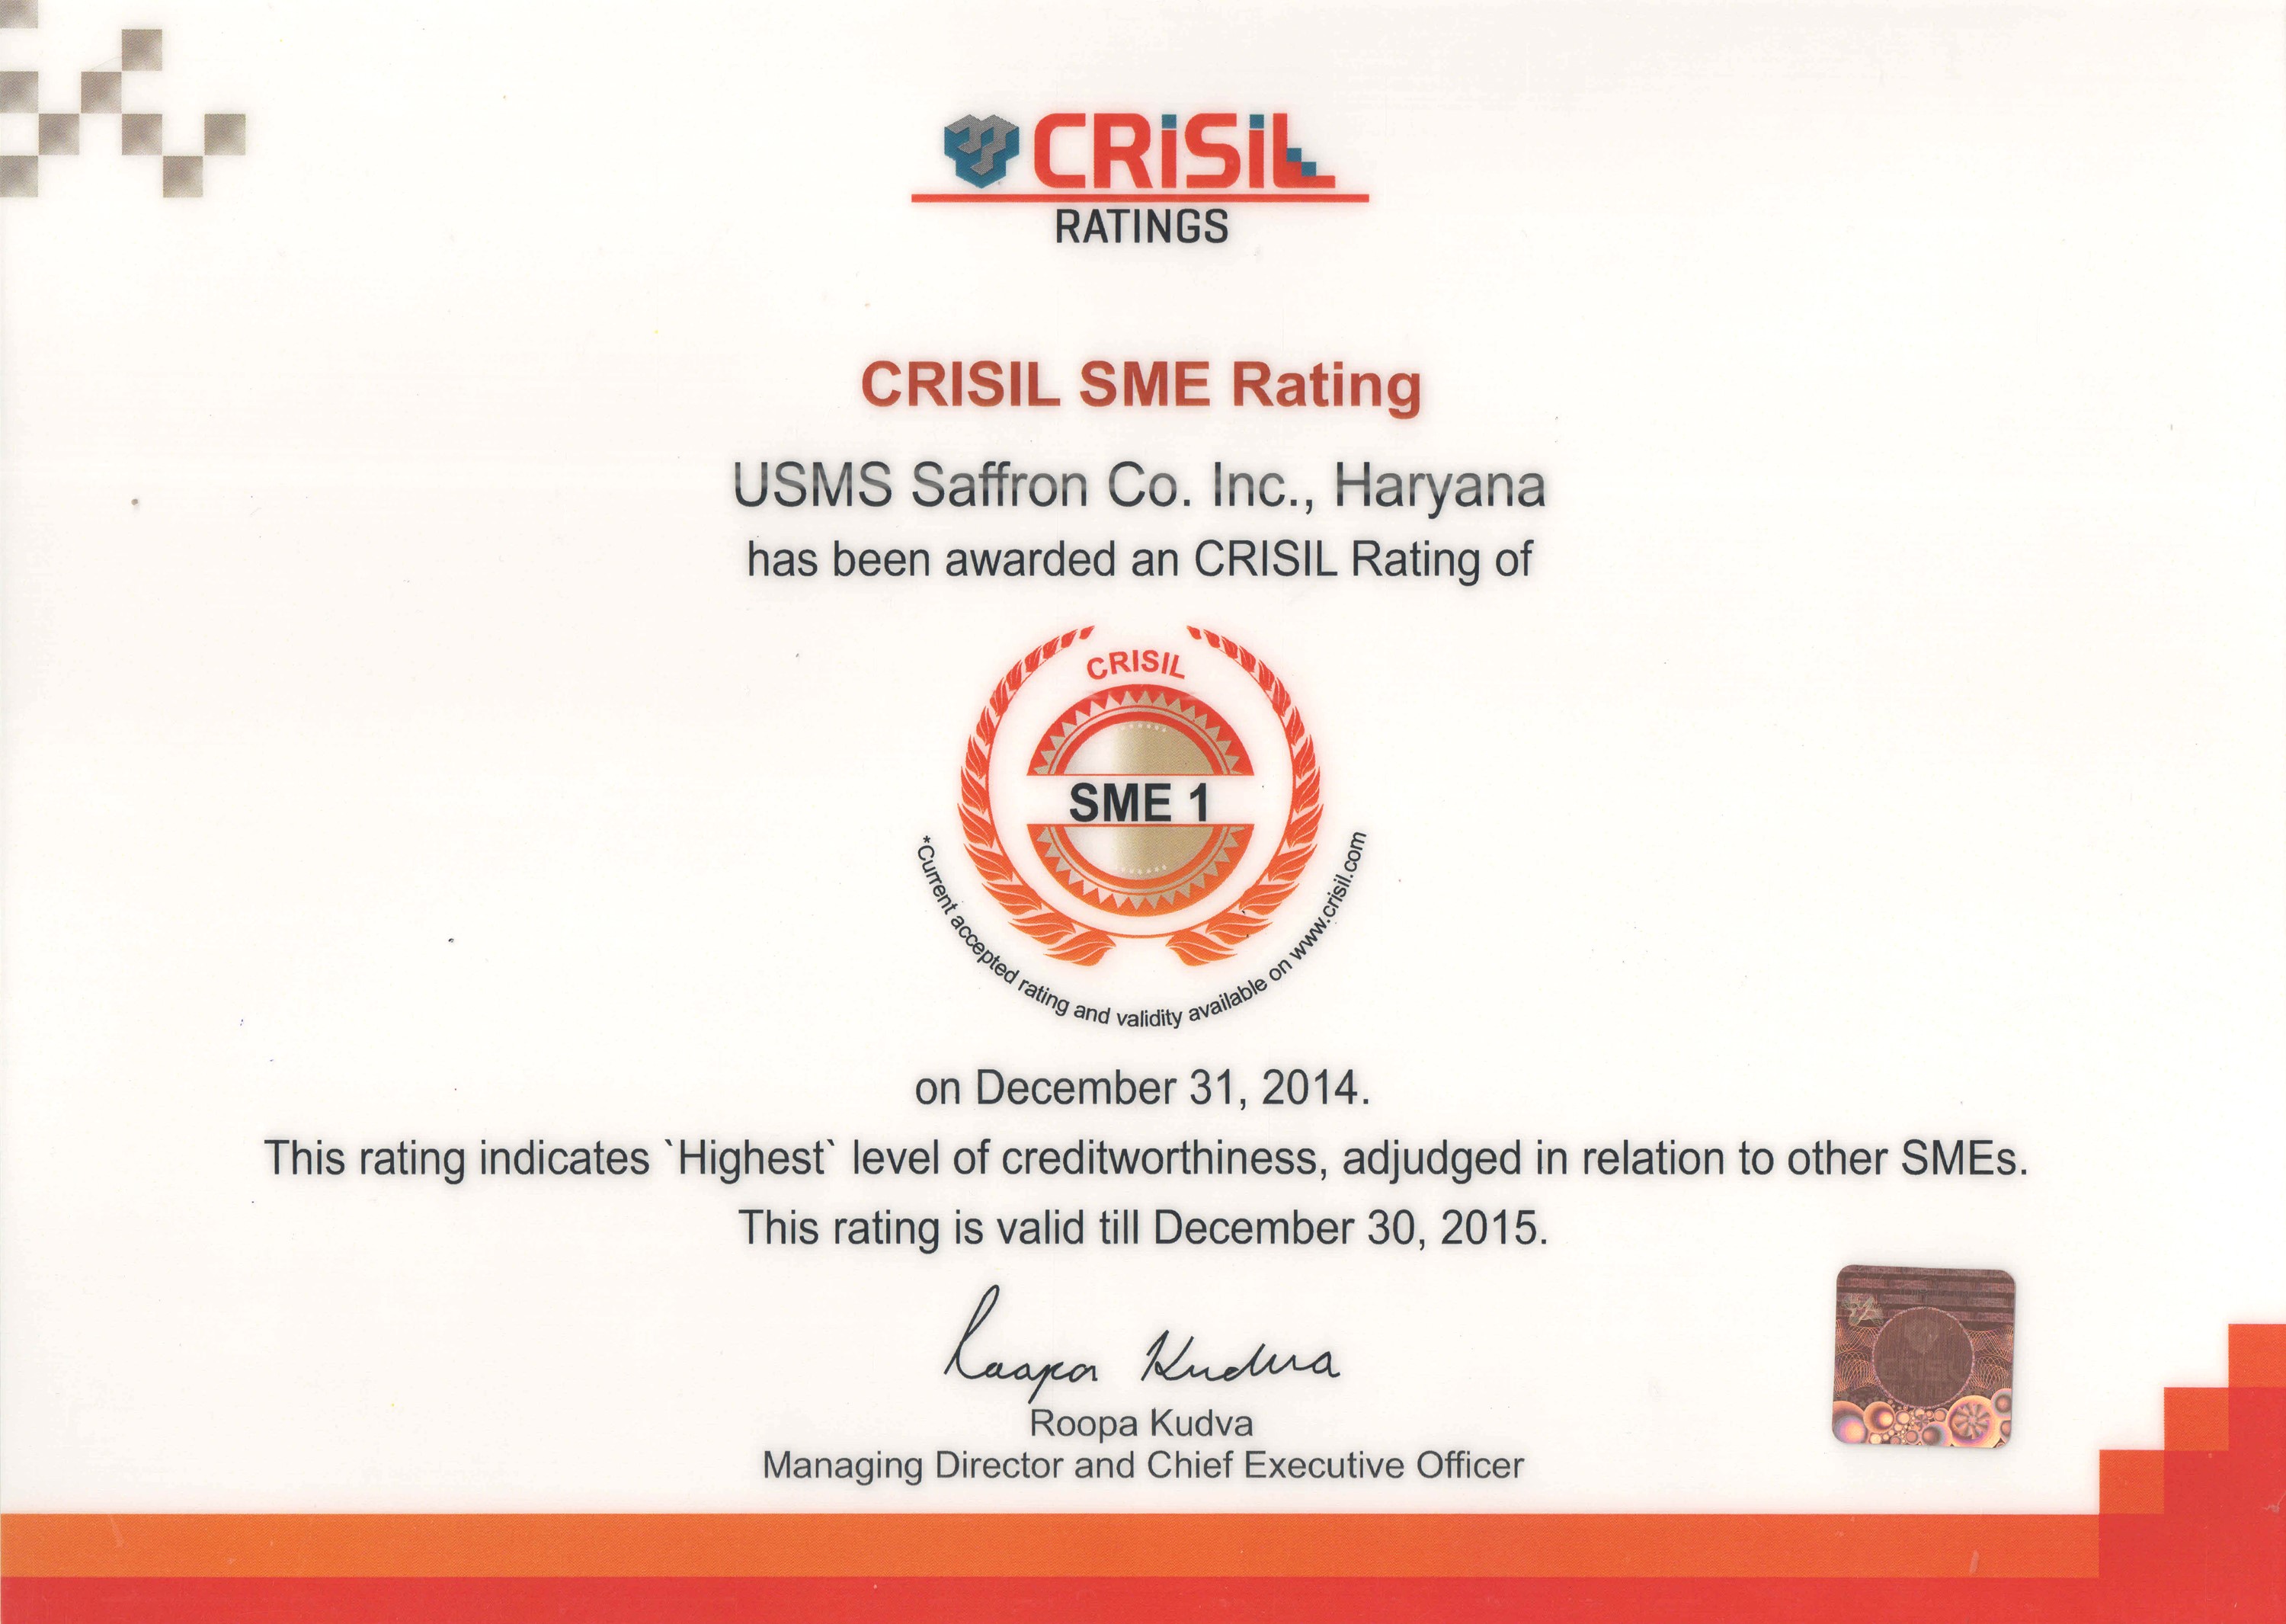 CRiSiL
RATINGS
CRISIL SME Rating
USMS Saffron Co. Inc., Haryana
has been awarded an CRISIL Rating of
CRISIL
SME 1
*Current accepted rating and validity available on www.crisil.com
on December 31, 2014.
This rating indicates `Highest` level of creditworthiness, adjudged in relation to other SMEs.
This rating is valid till December 30, 2015.
Roopa Kudva
Roopa Kudva
Managing Director and Chief Executive Officer
CRISIL